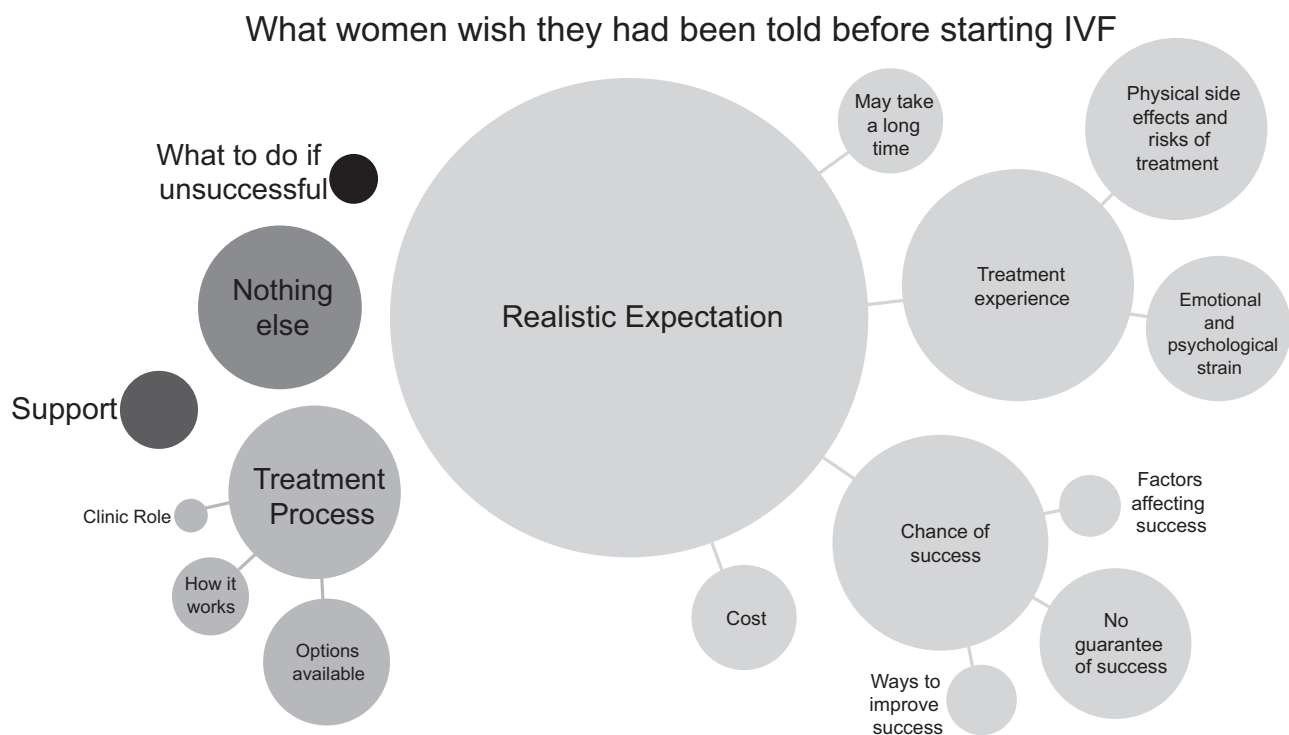 What women wish they had been told before starting IVF
What to do if
unsuccessful
Nothing
else
Support
Treatment
Process
Clinic Role
How it
works
Options
available
Realistic Expectation
May take
a long
time
Treatment
experience
Physical side
effects and
risks of
treatment
Emotional
and
psychological
strain
Chance of
success
Factors
affecting
success
No
guarantee
of success
Ways to
improve
success
Cost